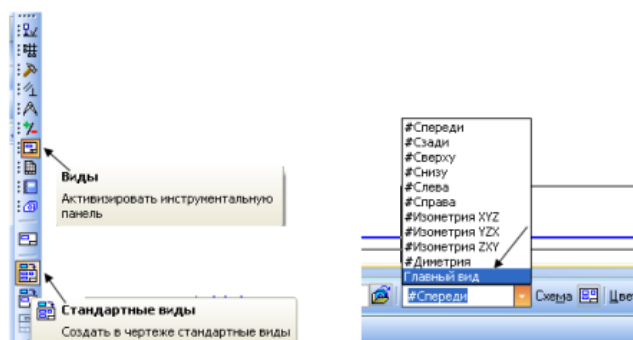 Виды
Активизировать инструментальную
панель
Стандартные виды
Создать в чертеже стандартные виды
#Спереди
#Сзади
#Сверху
#Снизу
#Слева
#Справа
#Изометрия XYZ
#Изометрия YZX
#Изометрия ZXY
#Диметрия
Главный вид
#Спереди Схема Цвет